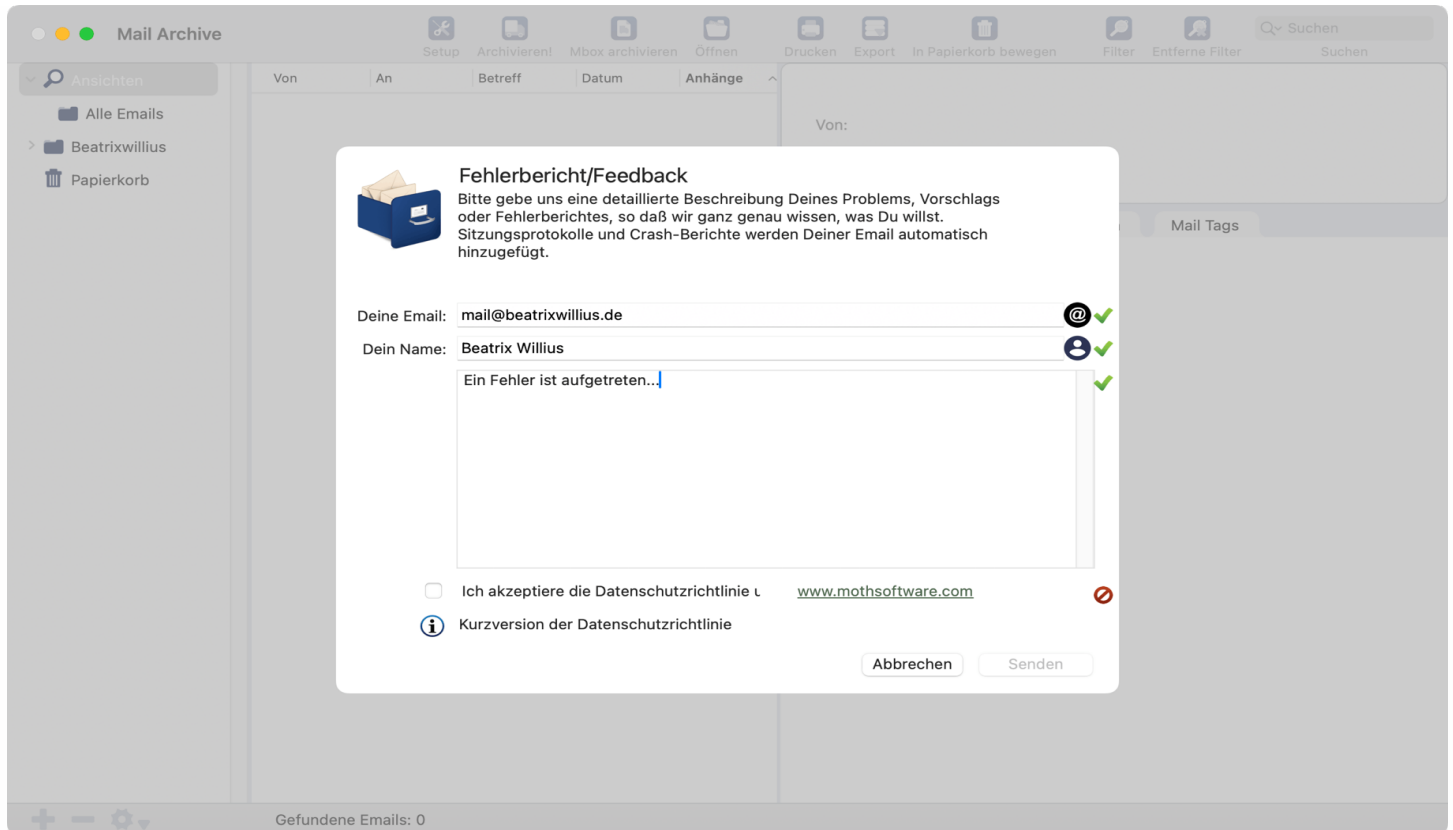 Mail Archive
Setup Archivieren! Mbox archivieren Öffnen Drucken Export In Papierkorb bewegen Filter Entferne Filter Suchen
Suchen
Ansichten
Alle Emails
Beatrixwillius
Papierkorb
Von An Betreff Datum Anhänge
Von:
Mail Tags
Fehlerbericht/Feedback
Bitte gebe uns eine detaillierte Beschreibung Deines Problems, Vorschlags
oder Fehlerberichtes, so daß wir ganz genau wissen, was Du willst.
Sitzungsprotokolle und Crash-Berichte werden Deiner Email automatisch
hinzugefügt.
Deine Email: mail@beatrixwillius.de
Dein Name: Beatrix Willius
Ein Fehler ist aufgetreten...
Ich akzeptiere die Datenschutzrichtlinie www.mothsoftware.com
Kurzversion der Datenschutzrichtlinie
Abbrechen Senden
Gefundene Emails: 0